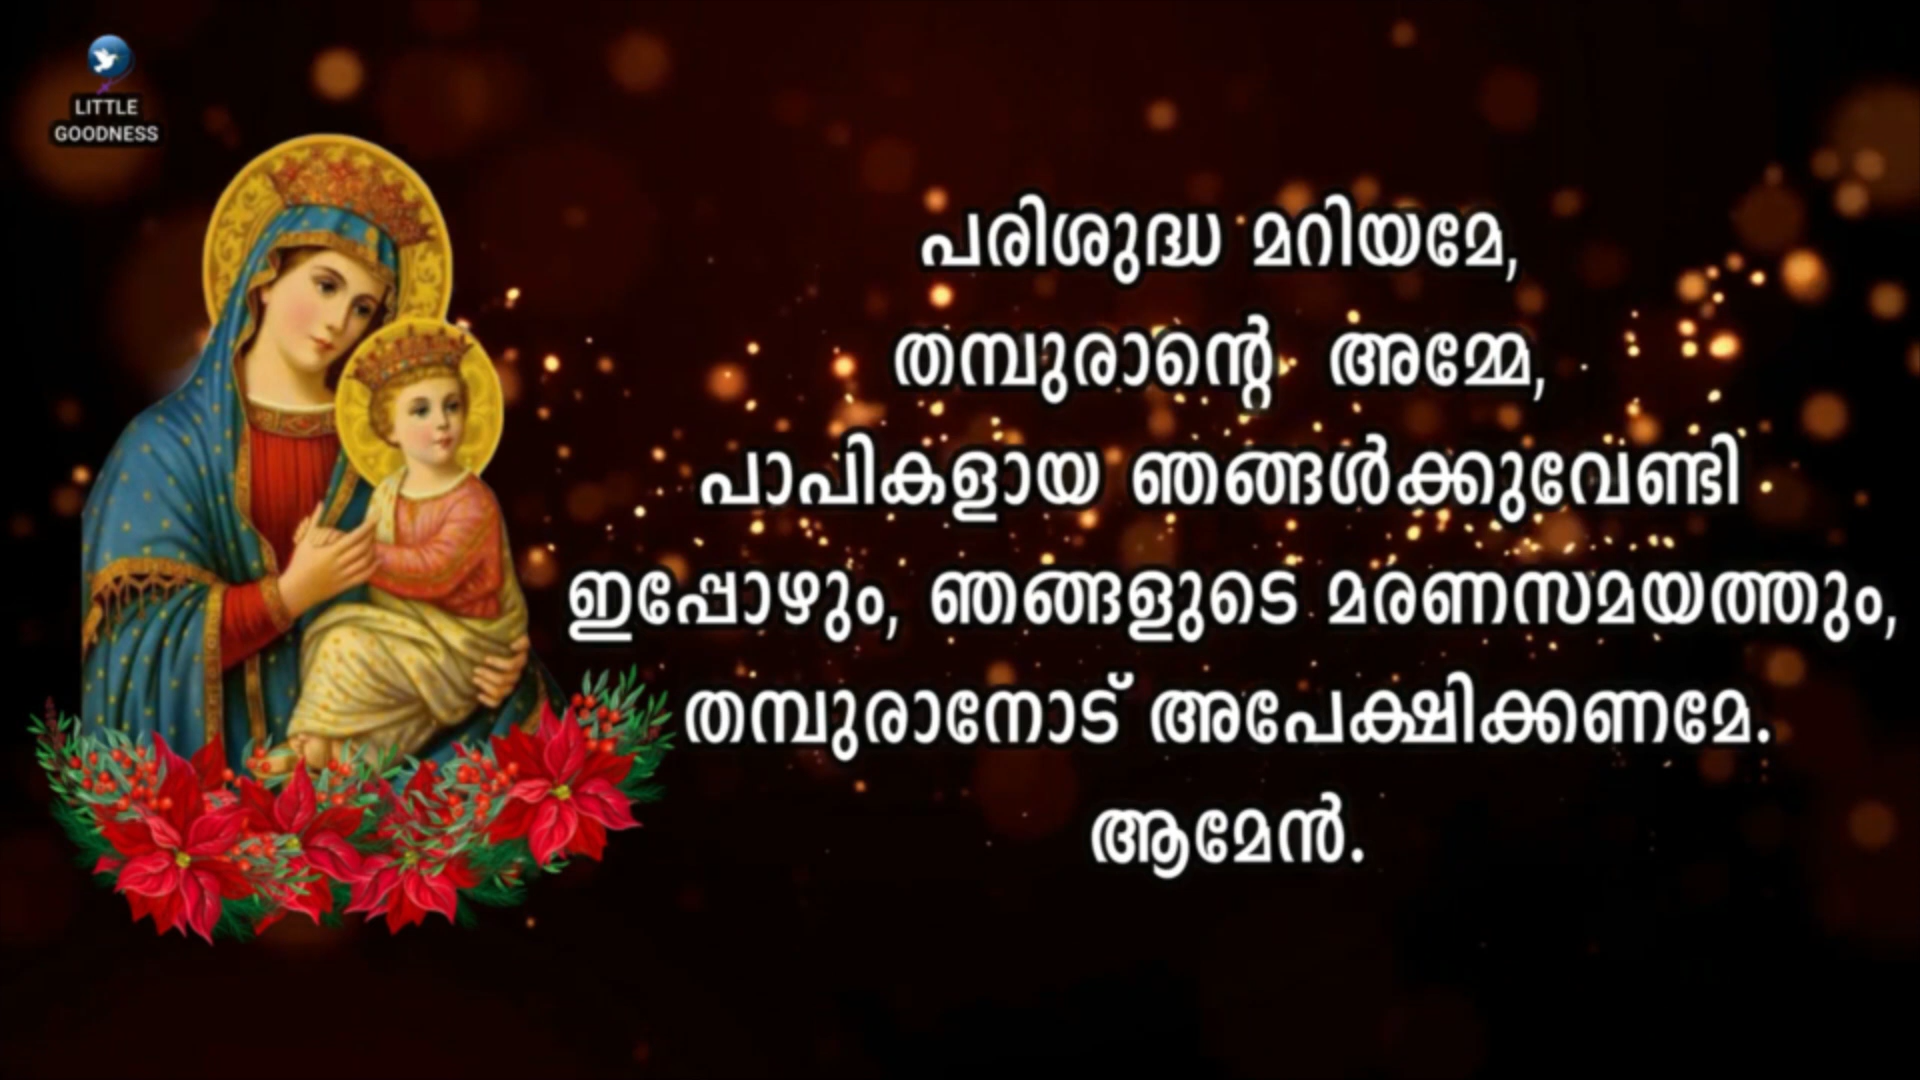 LITTLE
GOODNESS
പരിശുദ്ധ മറിയമേ,
തമ്പുരാന്റെ അമ്മേ,
പാപികളായ ഞങ്ങൾക്കുവേണ്ടി
ഇപ്പോഴും, ഞങ്ങളുടെ മരണസമയത്തും,
തമ്പുരാനോട് അപേക്ഷിക്കണമേ.
ആമേൻ.